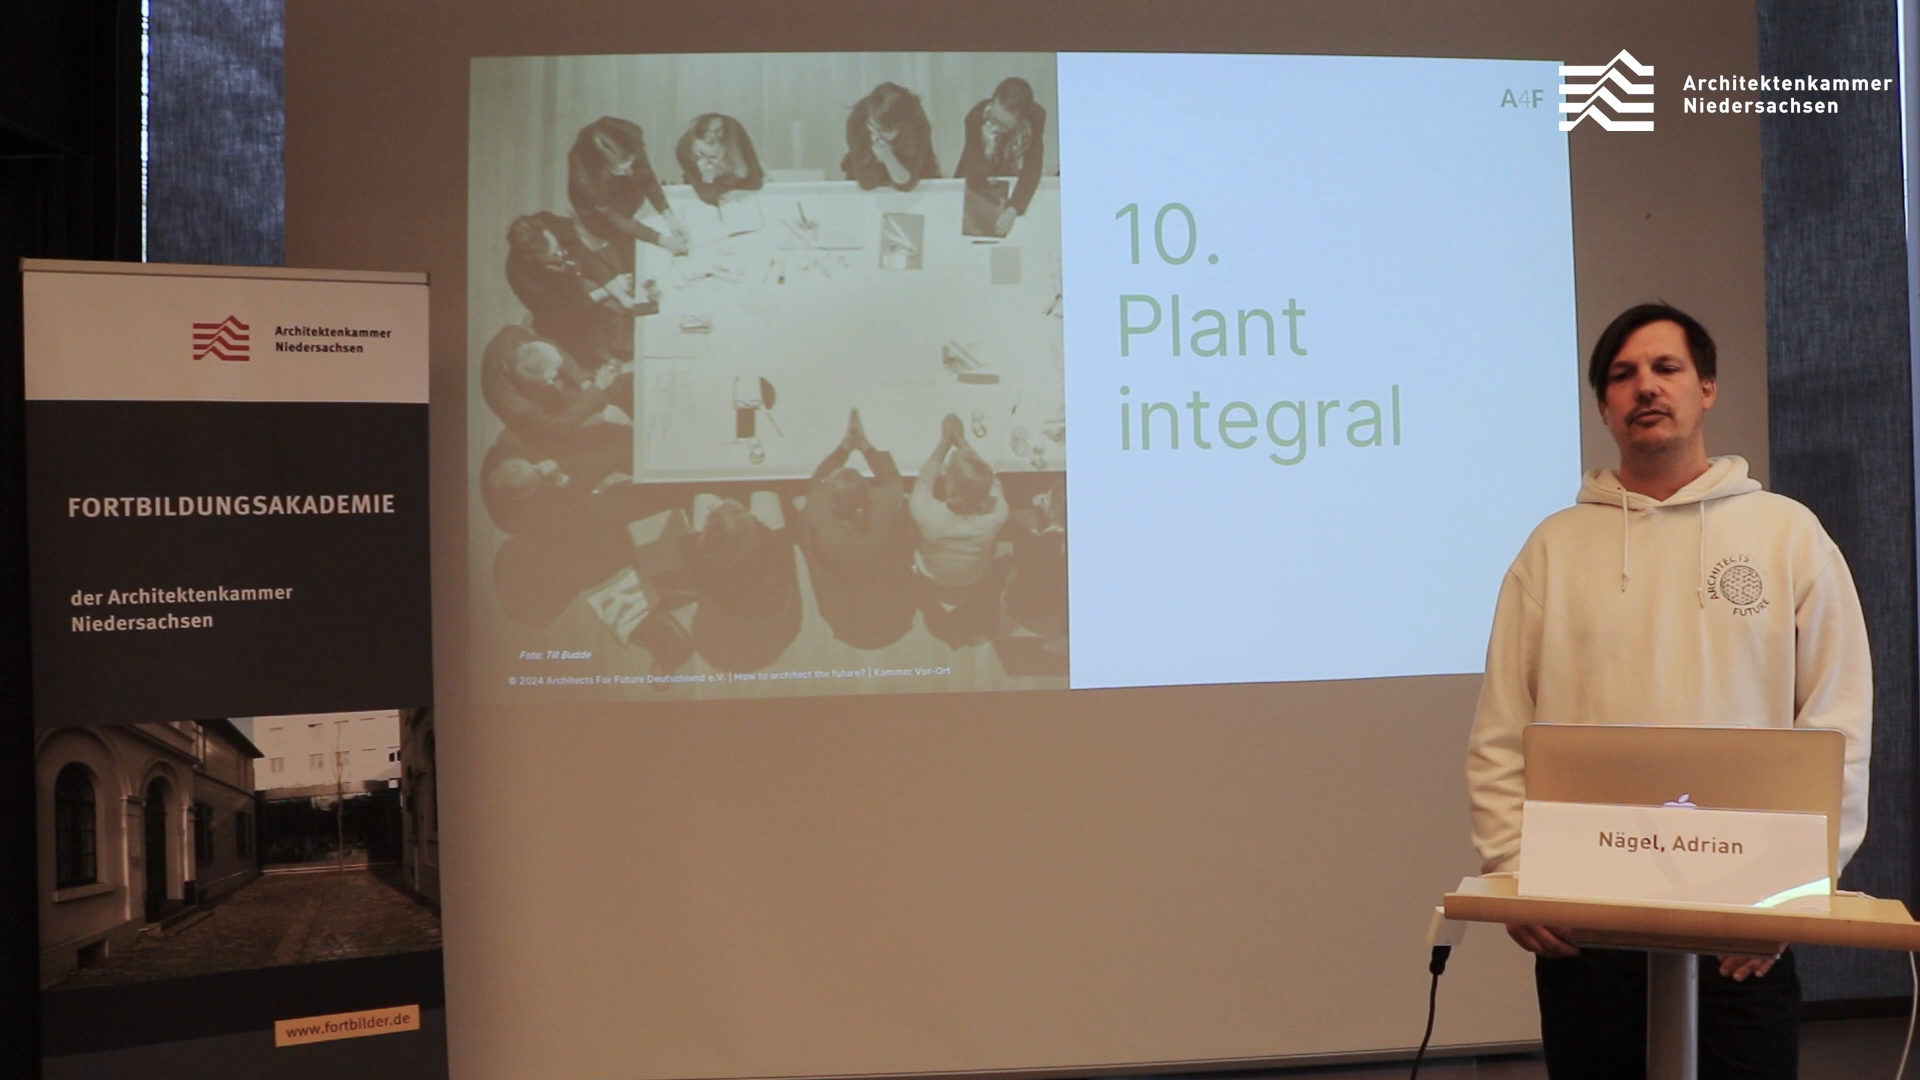 Architektenkammer
Niedersachsen
A4F
10.
Plant
integral
Foto: Till Budde
© 2024 Architects For Future Deutschland e.V. | How to architect the future? | Kammer Vor-Ort
Architektenkammer
Niedersachsen
FORTBILDUNGSAKADEMIE
der Architektenkammer
Niedersachsen
www.fortbilder.de
ARCHITECTS
FUTURE
Nägel, Adrian